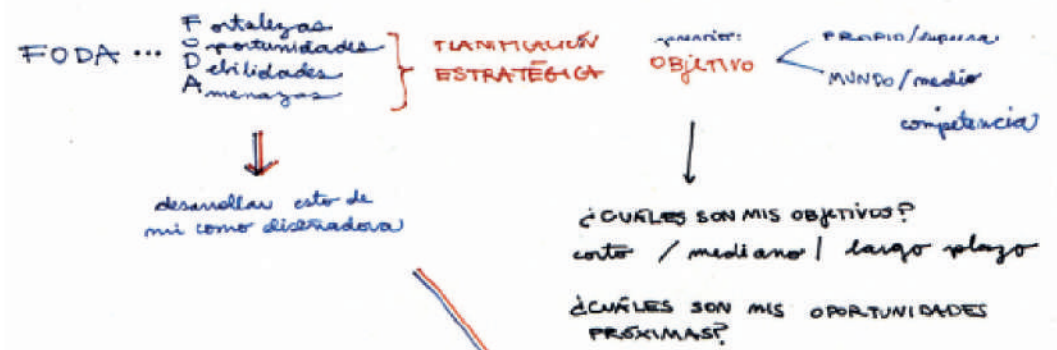 FODA ...
Fortalezas
Oportunidades
Debilidades
Amenazas
PLANIFICACIÓN
ESTRATÉGICA
OBJETIVO
PROPIO/
MUNDO/medio
competencia
desarrollar esto de
mi como diseñadora
¿CUÁLES SON MIS OBJETIVOS?
corto / mediano / largo plazo
¿CUÁLES SON MIS OPORTUNIDADES
PRÓXIMAS?